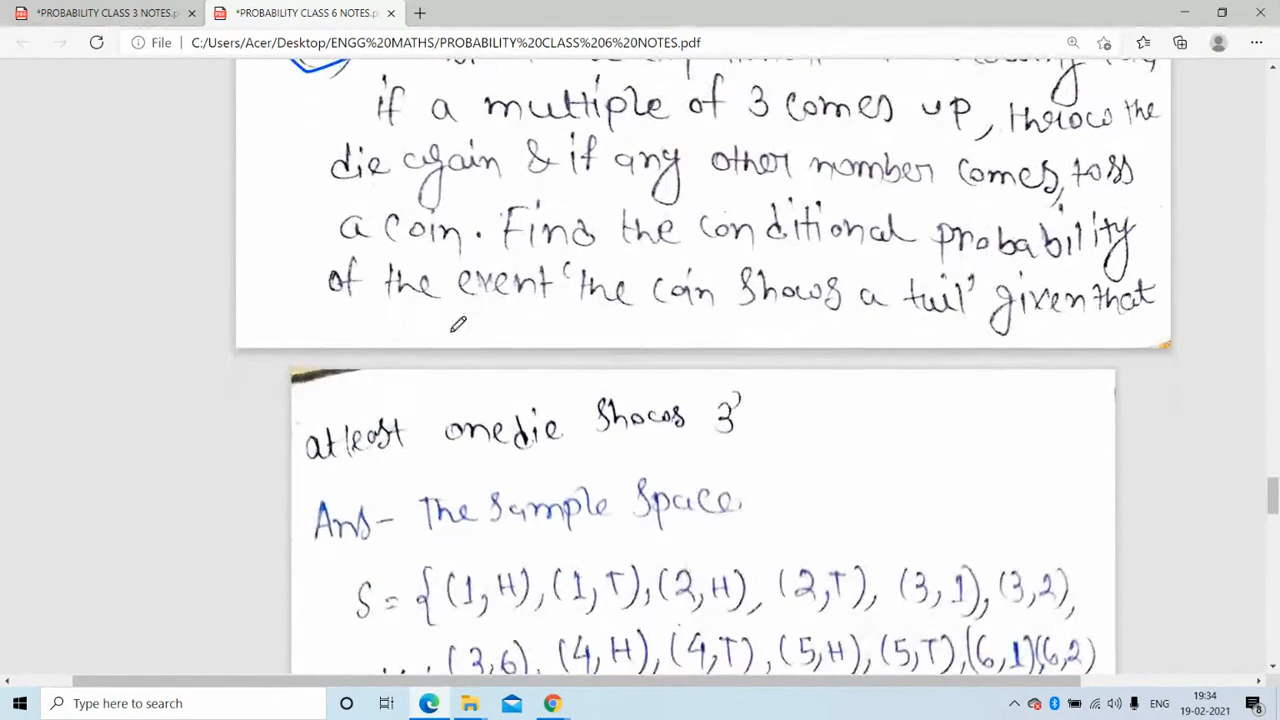 *PROBABILITY CLASS 3 NOTES.p
*PROBABILITY CLASS 6 NOTES.pdf
File
C:/Users/Acer/Desktop/ENGG%20MATHS/PROBABILITY%20CLASS%206%20NOTES.pdf
if a multiple of 3 comes up, throw the
die again & if any other number comes, toss
a coin. Find the conditional probability
of the event 'the coin shows a tail' given that
atleast one die shows 3'
Ans- The sample space
S = {(1,H), (1,T), (2,H), (2,T), (3,1), (3,2),
..., (3,6), (4,H), (4,T), (5,H), (5,T), (6,1) (6,2)
Type here to search
ENG
19:34
19-02-2021
8